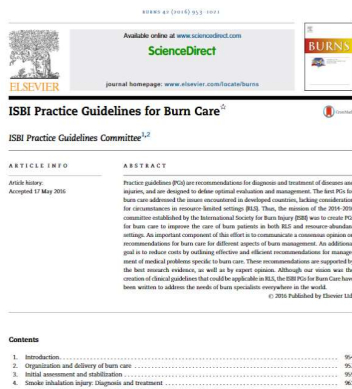 BURNS 42 (2016) 953–1021
Available online at www.sciencedirect.com
ScienceDirect
journal homepage: www.elsevier.com/locate/burns
ELSEVIER
BURNS
ISBI Practice Guidelines for Burn Care☆
ISBI Practice Guidelines Committee1,2
ARTICLE INFO
Article history:
Accepted 17 May 2016
ABSTRACT
Practice guidelines (PGs) are recommendations for diagnosis and treatment of diseases and
injuries, and are designed to define optimal evaluation and management. The first PGs for
burn care addressed the issues encountered in developed countries, lacking consideration
for circumstances in resource-limited settings (RLS). Thus, the mission of the 2014–2016
committee established by the International Society for Burn Injury (ISBI) was to create PGs
for burn care to improve the care of burn patients in both RLS and resource-abundant
settings. An important component of this effort is to communicate a consensus opinion on
recommendations for burn care for different aspects of burn management. An additional
goal is to reduce costs by outlining effective and efficient recommendations for manage-
ment of medical problems specific to burn care. These recommendations are supported by
the best research evidence, as well as by expert opinion. Although our vision was the
creation of clinical guidelines that could be applicable in RLS, the ISBI PGs for Burn Care have
been written to address the needs of burn specialists everywhere in the world.
© 2016 Published by Elsevier Ltd
Contents
1. Introduction
2. Organization and delivery of burn care
3. Initial assessment and stabilization
4. Smoke inhalation injury: Diagnosis and treatment